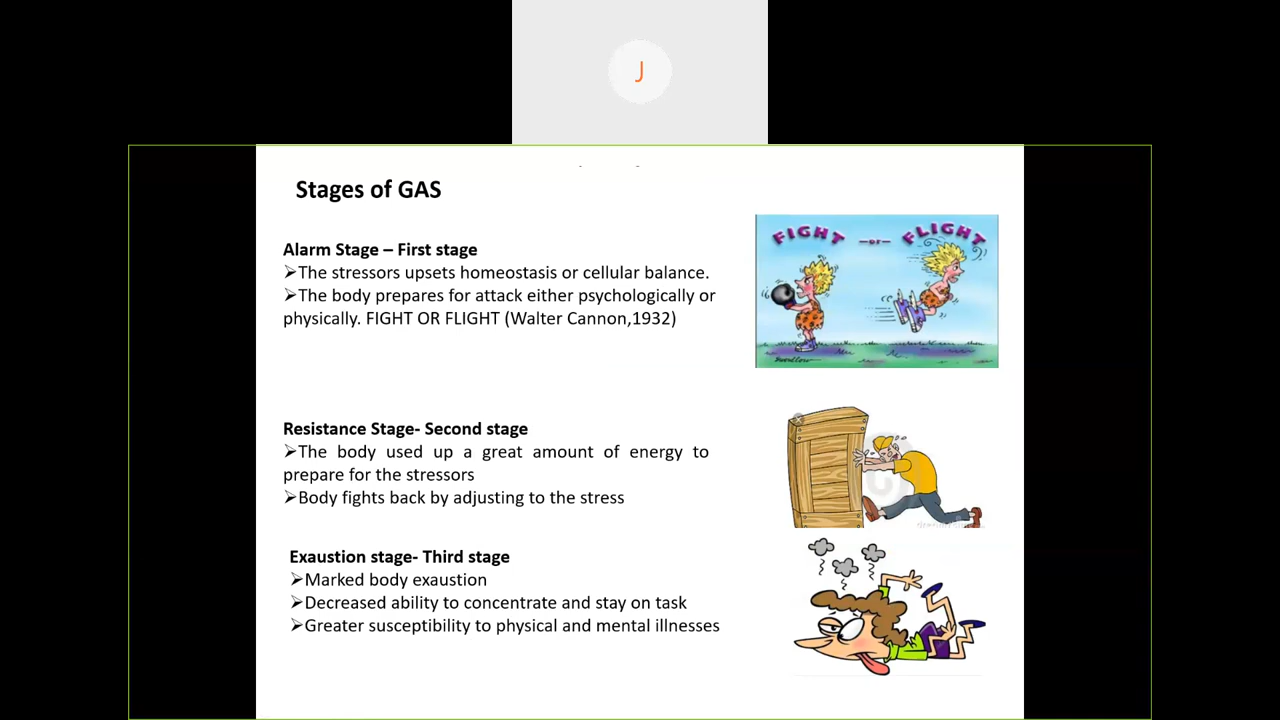 J
Stages of GAS
Alarm Stage – First stage
➢The stressors upsets homeostasis or cellular balance.
➢The body prepares for attack either psychologically or
physically. FIGHT OR FLIGHT (Walter Cannon,1932)
FIGHT —or— FLIGHT
Resistance Stage- Second stage
➢The body used up a great amount of energy to
prepare for the stressors
➢Body fights back by adjusting to the stress
Exaustion stage- Third stage
➢Marked body exaustion
➢Decreased ability to concentrate and stay on task
➢Greater susceptibility to physical and mental illnesses